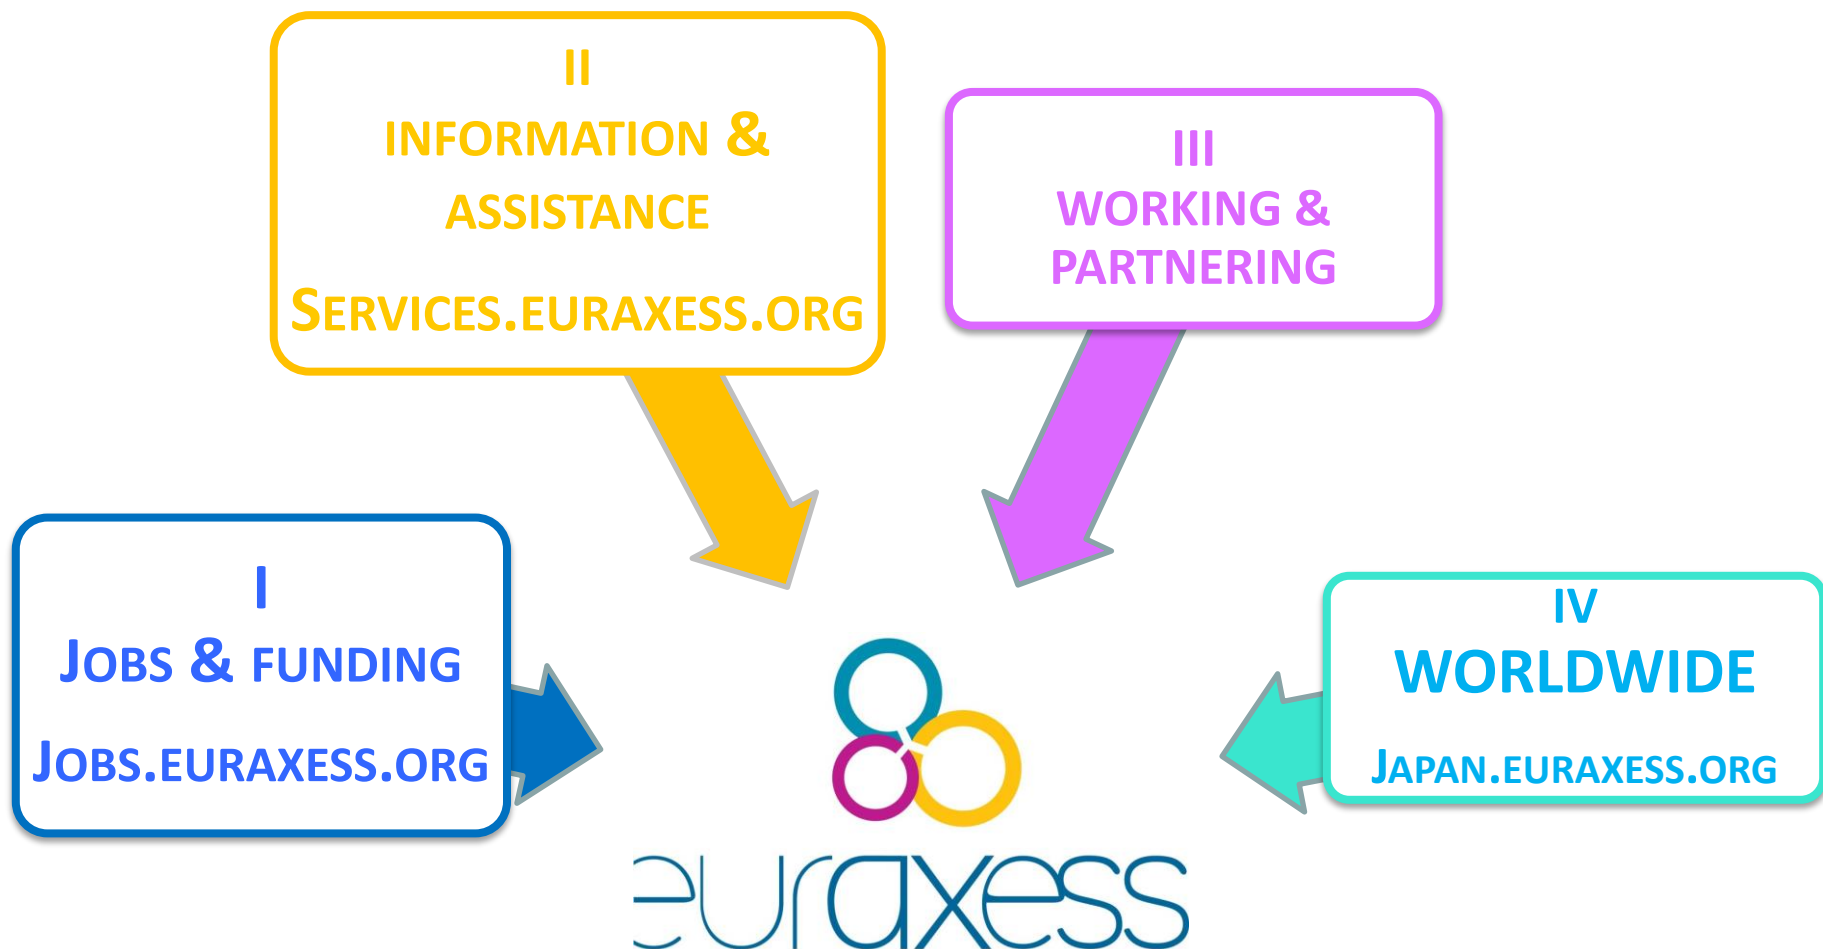 II
INFORMATION &
ASSISTANCE
SERVICES.EURAXESS.ORG
III
WORKING &
PARTNERING
I
JOBS & FUNDING
JOBS.EURAXESS.ORG
IV
WORLDWIDE
JAPAN.EURAXESS.ORG
euraxess